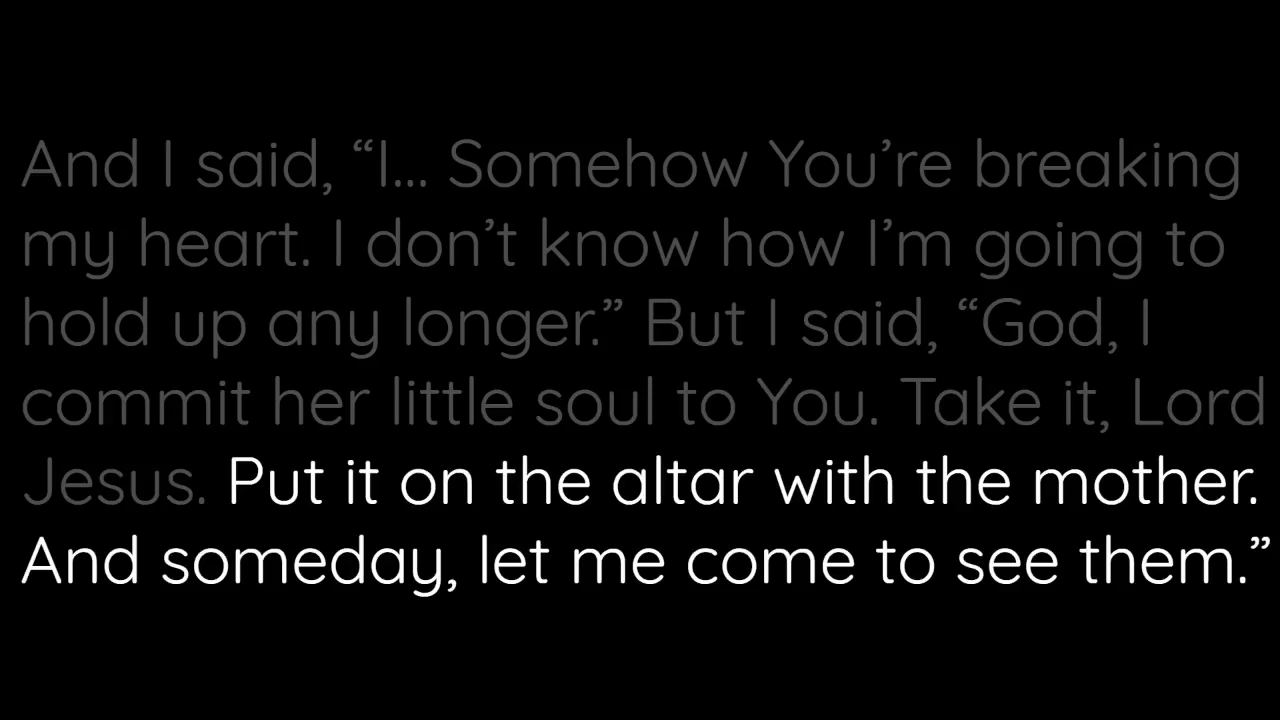 And I said, “I... Somehow You’re breaking
my heart. I don’t know how I’m going to
hold up any longer.” But I said, “God, I
commit her little soul to You. Take it, Lord
Jesus. Put it on the altar with the mother.
And someday, let me come to see them.”